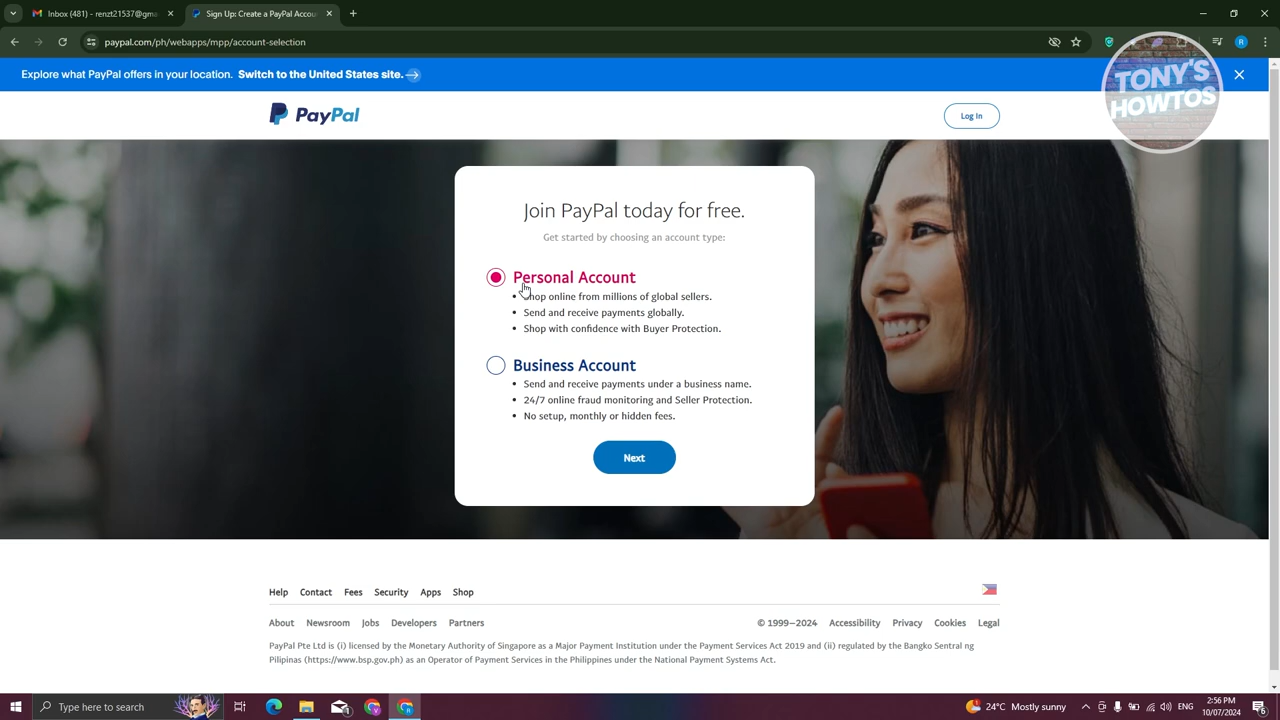 Inbox (481) - renzt21537@gma
Sign Up: Create a PayPal Accou
paypal.com/ph/webapps/mpp/account-selection
R
Explore what PayPal offers in your location. Switch to the United States site.
TONY'S
HOWTOS
PayPal
Log In
Join PayPal today for free.
Get started by choosing an account type:
Personal Account
Shop online from millions of global sellers.
Send and receive payments globally.
Shop with confidence with Buyer Protection.
Business Account
Send and receive payments under a business name.
24/7 online fraud monitoring and Seller Protection.
No setup, monthly or hidden fees.
Next
Help Contact Fees Security Apps Shop
About Newsroom Jobs Developers Partners © 1999–2024 Accessibility Privacy Cookies Legal
PayPal Pte Ltd is (i) licensed by the Monetary Authority of Singapore as a Major Payment Institution under the Payment Services Act 2019 and (ii) regulated by the Bangko Sentral ng
Pilipinas (https://www.bsp.gov.ph) as an Operator of Payment Services in the Philippines under the National Payment Systems Act.
Type here to search
24°C Mostly sunny
ENG
2:56 PM
10/07/2024